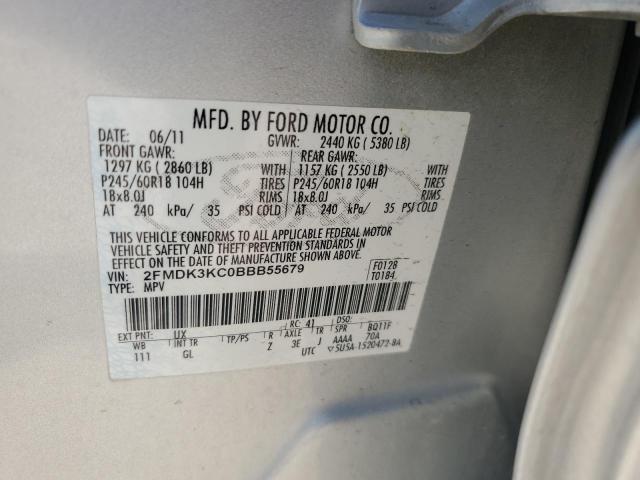 MFD. BY FORD MOTOR CO.
DATE: 06/11 GVWR: 2440 KG ( 5380 LB)
FRONT GAWR: REAR GAWR:
1297 KG ( 2860 LB) WITH 1157 KG ( 2550 LB) WITH
P245/60R18 104H TIRES P245/60R18 104H TIRES
18x8.0J RIMS 18x8.0J RIMS
AT 240 kPa/ 35 PSI COLD AT 240 kPa/ 35 PSI COLD
THIS VEHICLE CONFORMS TO ALL APPLICABLE FEDERAL MOTOR
VEHICLE SAFETY AND THEFT PREVENTION STANDARDS IN
EFFECT ON THE DATE OF MANUFACTURE SHOWN ABOVE.
VIN: 2FMDK3KC0BBB55679 F0128
TYPE: MPV T0184
EXT PNT: UX RC: 41 DSO:
WB INT TR TP/PS R AXLE TR SPR BQ11F
111 GL Z 3E J AAAA 70A
UTC 5U5A-1520472-BA